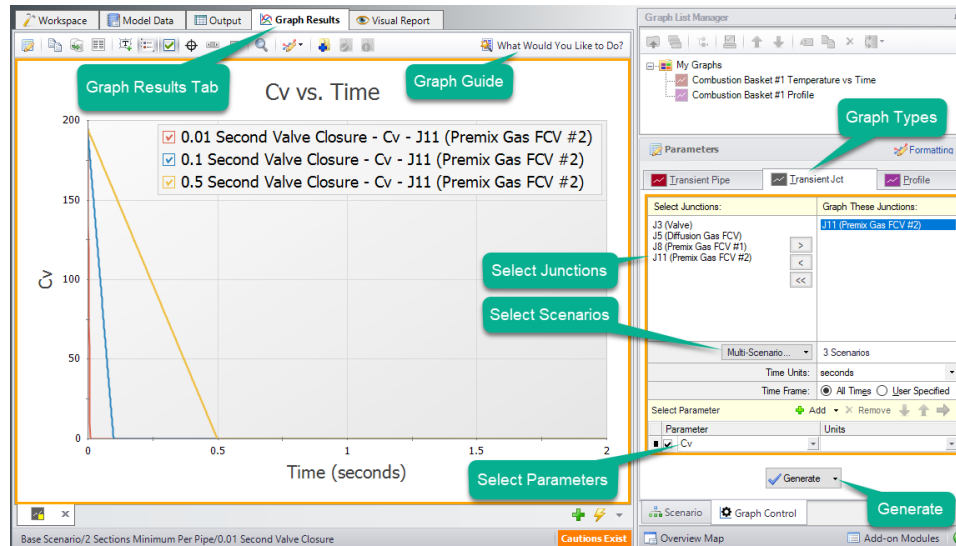 Workspace
Model Data
Output
Graph Results
Visual Report
What Would You Like to Do?
Graph Results Tab
Graph Guide
Cv vs. Time
0.01 Second Valve Closure - Cv - J11 (Premix Gas FCV #2)
0.1 Second Valve Closure - Cv - J11 (Premix Gas FCV #2)
0.5 Second Valve Closure - Cv - J11 (Premix Gas FCV #2)
200
150
100
50
0
Cv
0
0.5
1
1.5
2
Time (seconds)
Base Scenario/2 Sections Minimum Per Pipe/0.01 Second Valve Closure
Cautions Exist
Graph List Manager
My Graphs
Combustion Basket #1 Temperature vs Time
Combustion Basket #1 Profile
Graph Types
Parameters
Formatting
Transient Pipe
Transient Jct
Profile
Select Junctions:
Graph These Junctions:
J3 (Valve)
J5 (Diffusion Gas FCV)
J8 (Premix Gas FCV #1)
J11 (Premix Gas FCV #2)
J11 (Premix Gas FCV #2)
>
<
<<
Select Junctions
Select Scenarios
Multi-Scenario...
3 Scenarios
Time Units:
seconds
Time Frame:
All Times
User Specified
Select Parameter
Add
Remove
Parameter
Units
Cv
Select Parameters
Generate
Generate
Scenario
Graph Control
Overview Map
Add-on Modules